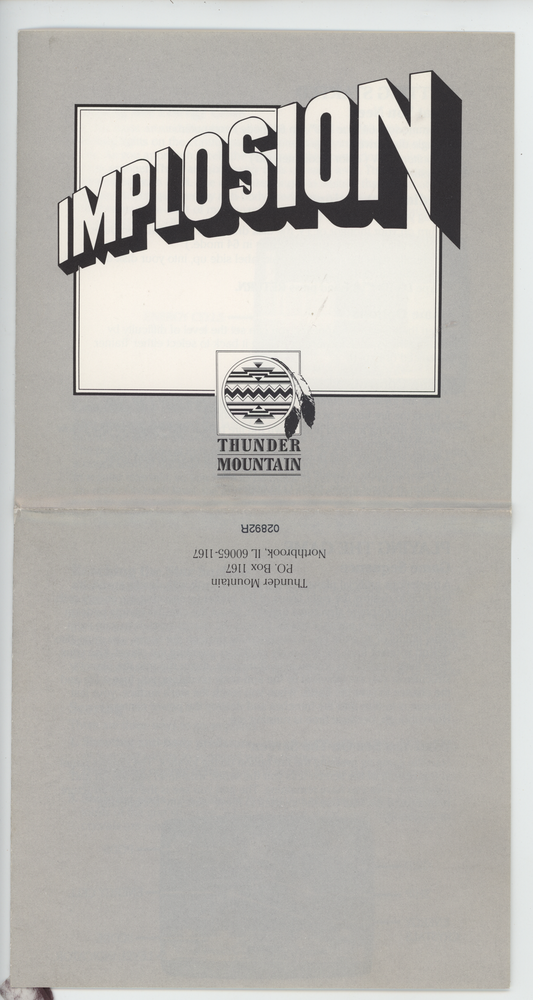 IMPLOSION
THUNDER
MOUNTAIN
Thunder Mountain
P.O. Box 1167
Northbrook, IL 60065-1167
02892R